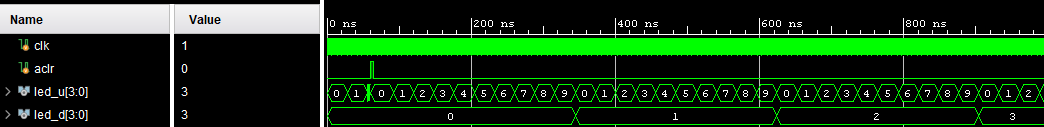 Name Value 0 ns 200 ns 400 ns 600 ns 800 ns
clk 1
aclr 0
led_u[3:0] 3 0 1 0 1 2 3 4 5 6 7 8 9 0 1 2 3 4 5 6 7 8 9 0 1 2 3 4 5 6 7 8 9 0 1 2
led_d[3:0] 3 0 1 2 3